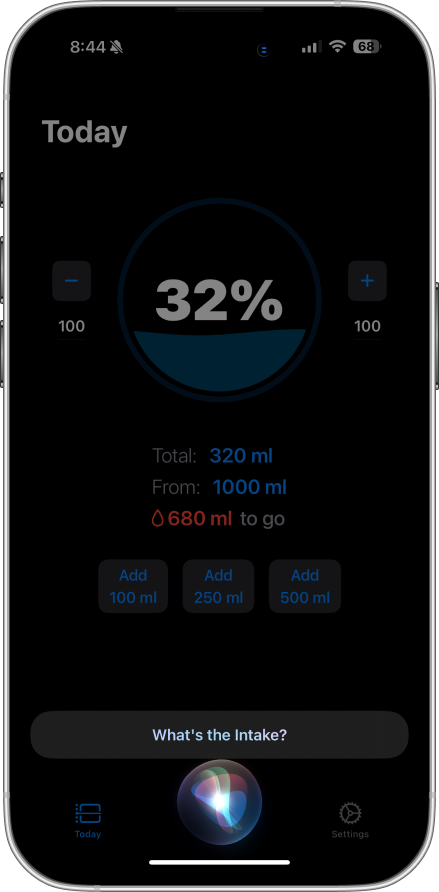 8:44
68
Today
32%
−
+
100
100
Total: 320 ml
From: 1000 ml
680 ml to go
Add
100 ml
Add
250 ml
Add
500 ml
What's the Intake?
Today
Settings